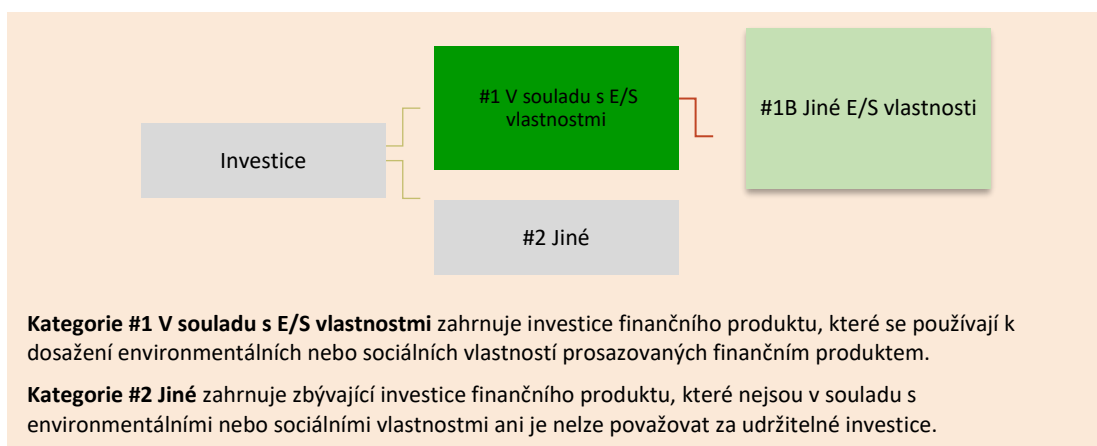 #1 V souladu s E/S
vlastnostmi
#1B Jiné E/S vlastnosti
Investice
#2 Jiné
Kategorie #1 V souladu s E/S vlastnostmi zahrnuje investice finančního produktu, které se používají k
dosažení environmentálních nebo sociálních vlastností prosazovaných finančním produktem.
Kategorie #2 Jiné zahrnuje zbývající investice finančního produktu, které nejsou v souladu s
environmentálními nebo sociálními vlastnostmi ani je nelze považovat za udržitelné investice.